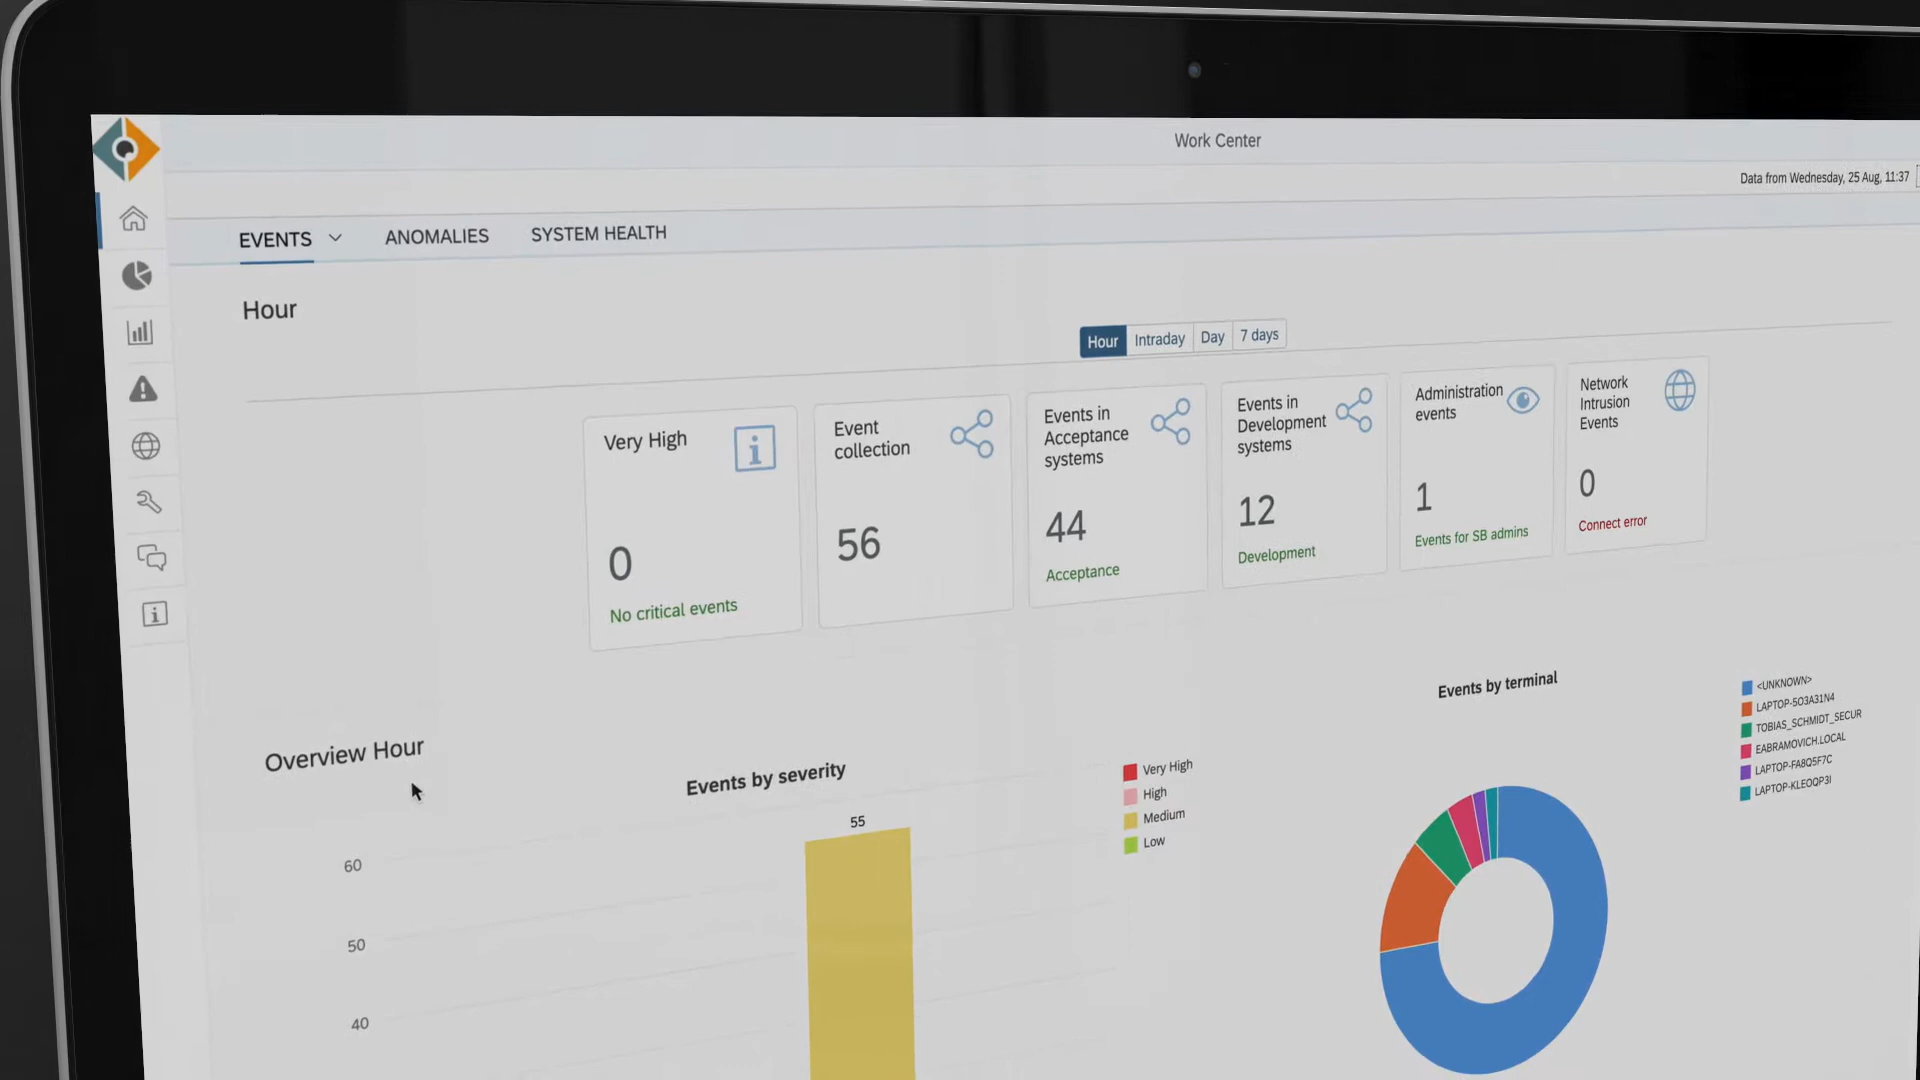 Work Center
Data from Wednesday, 25 Aug, 11:37
EVENTS
ANOMALIES
SYSTEM HEALTH
Hour
Hour
Intraday
Day
7 days
Very High
0
No critical events
Event
collection
56
Events in
Acceptance
systems
44
Acceptance
Events in
Development
systems
12
Development
Administration
events
1
Events for SB admins
Network
Intrusion
Events
0
Connect error
Overview Hour
Events by severity
55
60
50
40
Very High
High
Medium
Low
Events by terminal
<UNKNOWN>
LAPTOP-5O3A31N4
TOBIAS_SCHMIDT_SECUR
EABRAMOVICH.LOCAL
LAPTOP-FA8Q5F7C
LAPTOP-KLEOQP3I